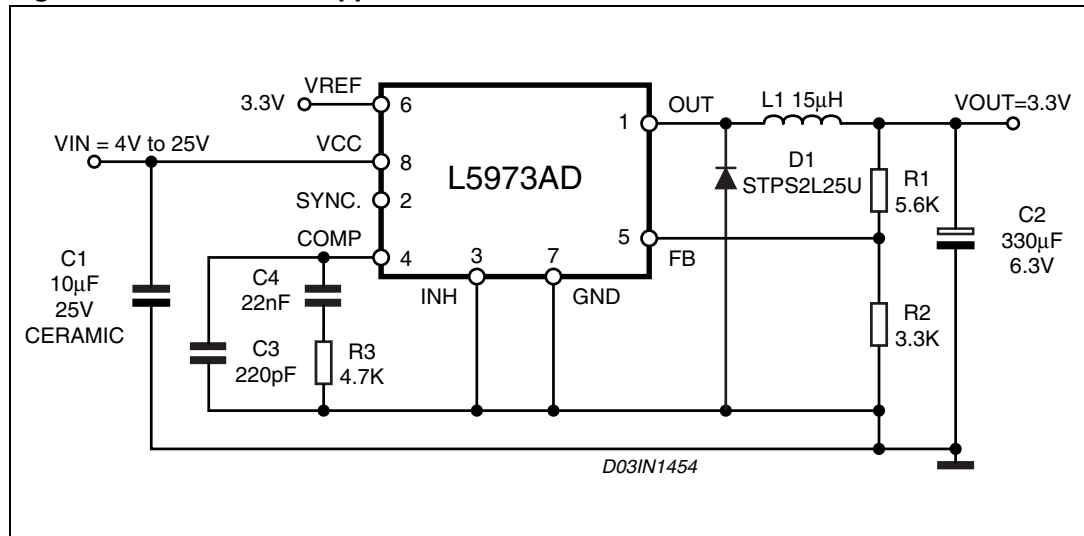 VREF
3.3V
6
VIN = 4V to 25V
VCC
8
SYNC.
2
COMP
4
L5973AD
1
OUT
L1 15µH
VOUT=3.3V
D1
STPS2L25U
R1
5.6K
5
FB
C2
330µF
6.3V
3
INH
7
GND
R2
3.3K
C1
10µF
25V
CERAMIC
C4
22nF
C3
220pF
R3
4.7K
D03IN1454